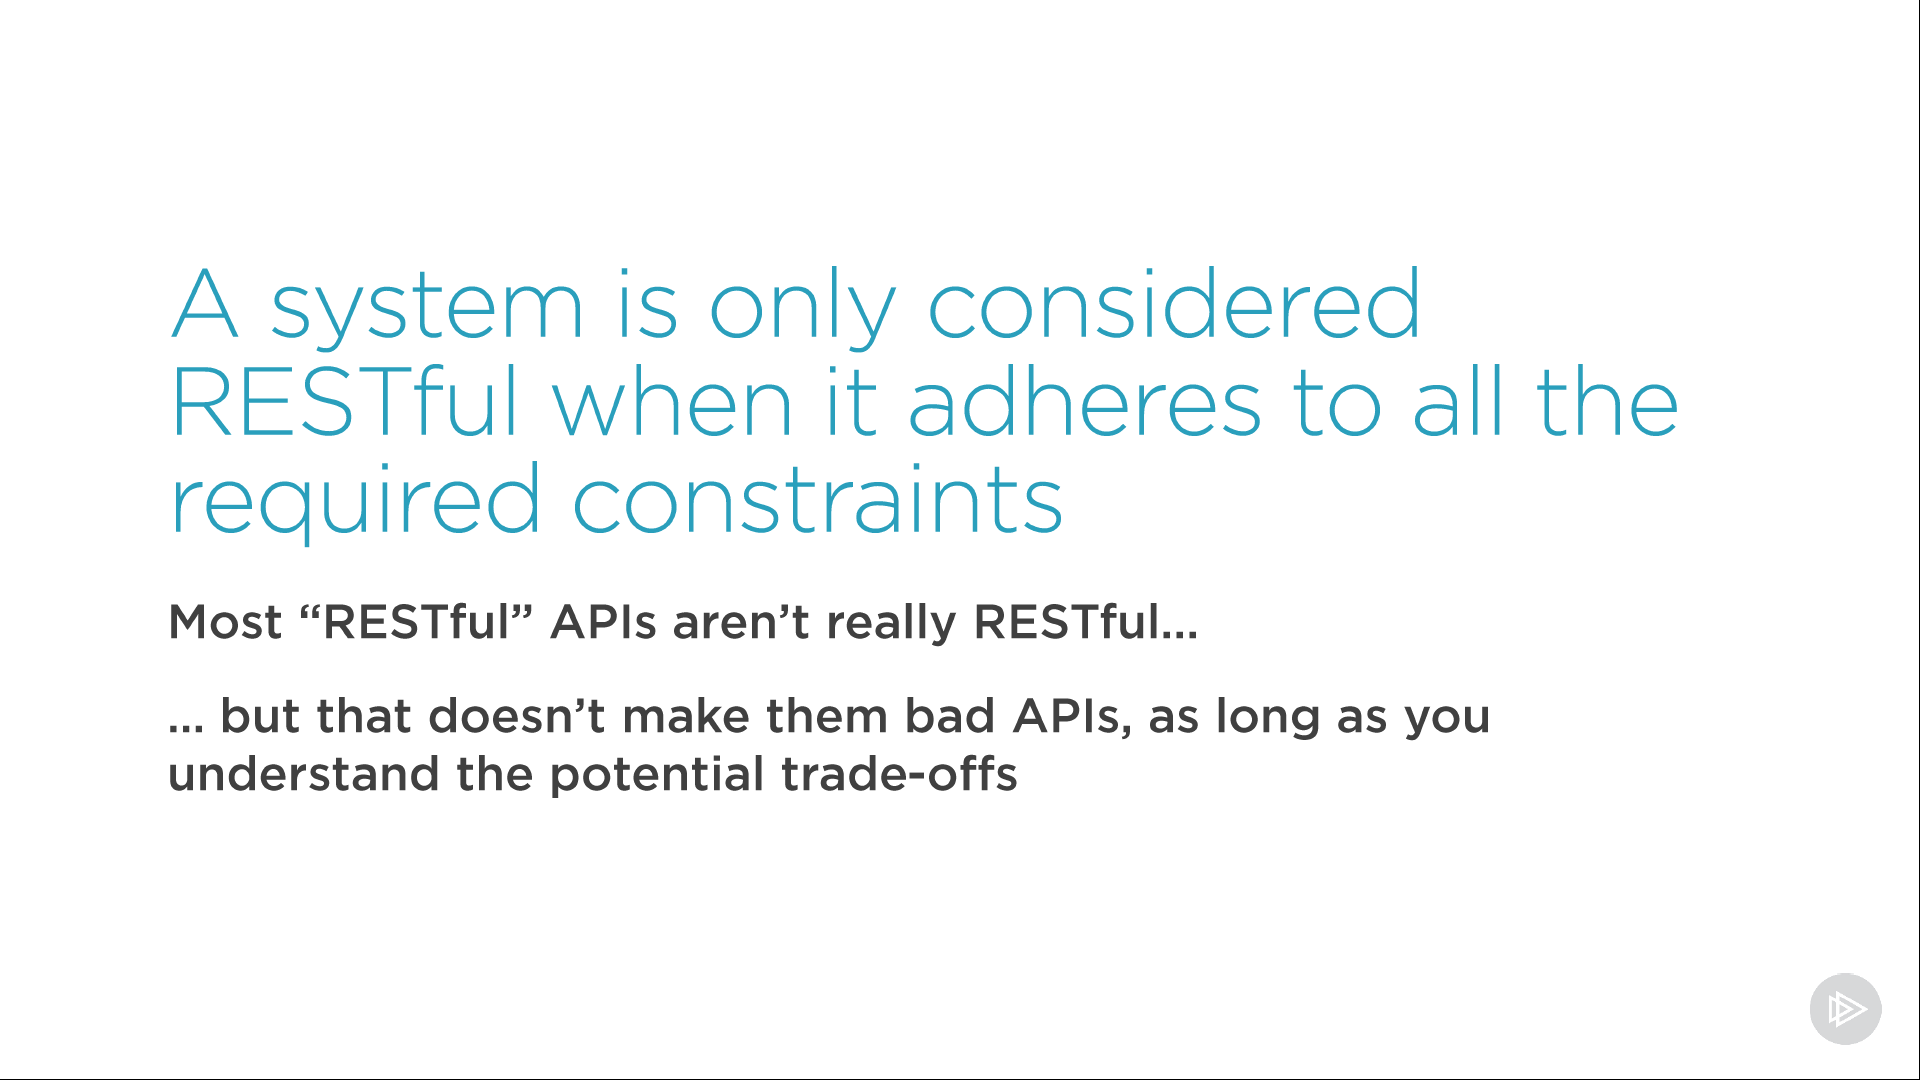 A system is only considered
RESTful when it adheres to all the
required constraints
Most “RESTful” APIs aren’t really RESTful…
… but that doesn’t make them bad APIs, as long as you
understand the potential trade-offs